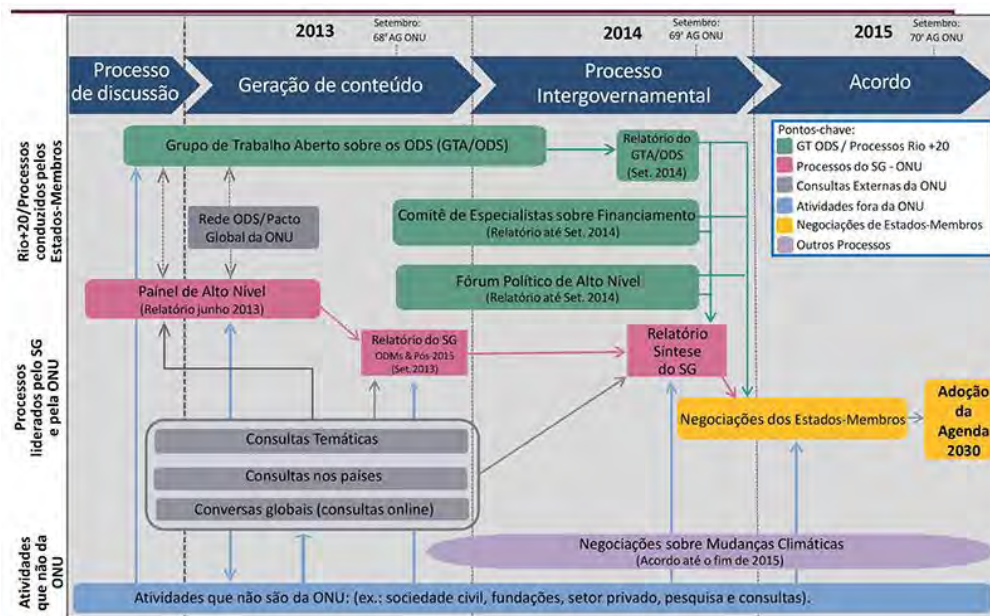 2013
Setembro:
68ª AG ONU
2014
Setembro:
69ª AG ONU
2015
Setembro:
70ª AG ONU
Processo
de discussão
Geração de conteúdo
Processo
Intergovernamental
Acordo
Rio+20/Processos
conduzidos pelos
Estados-Membros
Grupo de Trabalho Aberto sobre os ODS (GTA/ODS)
Relatório do
GTA/ODS
(Set. 2014)
Pontos-chave:
GT ODS / Processos Rio +20
Processos do SG - ONU
Consultas Externas da ONU
Atividades fora da ONU
Negociações de Estados-Membros
Outros Processos
Rede ODS/Pacto
Global da ONU
Comitê de Especialistas sobre Financiamento
(Relatório até Set. 2014)
Fórum Político de Alto Nível
(Relatório até Set. 2014)
Processos
liderados pelo SG
e pela ONU
Painel de Alto Nível
(Relatório junho 2013)
Relatório do SG
ODMs & Pós-2015
(Set. 2013)
Relatório
Síntese
do SG
Negociações dos Estados-Membros
Adoção
da
Agenda
2030
Consultas Temáticas
Consultas nos países
Conversas globais (consultas online)
Atividades
que não da
ONU
Negociações sobre Mudanças Climáticas
(Acordo até o fim de 2015)
Atividades que não são da ONU: (ex.: sociedade civil, fundações, setor privado, pesquisa e consultas).